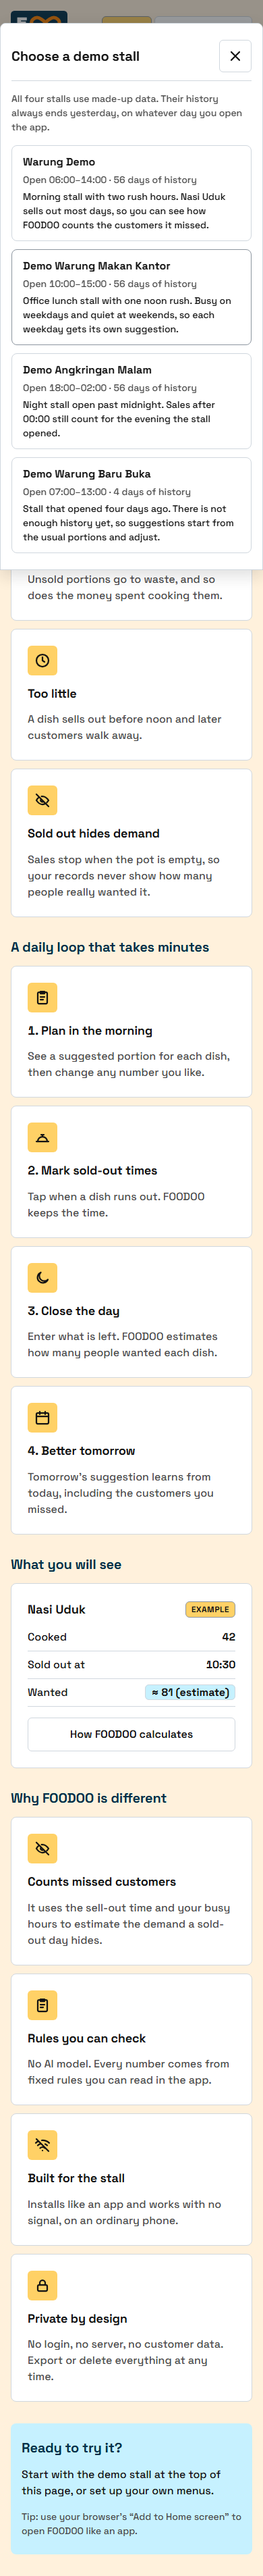 Choose a demo stall
All four stalls use made-up data. Their history
always ends yesterday, on whatever day you open
the app.
Warung Demo
Open 06:00–14:00 · 56 days of history
Morning stall with two rush hours. Nasi Uduk
sells out most days, so you can see how
FOODOO counts the customers it missed.
Demo Warung Makan Kantor
Open 10:00–15:00 · 56 days of history
Office lunch stall with one noon rush. Busy on
weekdays and quiet at weekends, so each
weekday gets its own suggestion.
Demo Angkringan Malam
Open 18:00–02:00 · 56 days of history
Night stall open past midnight. Sales after
00:00 still count for the evening the stall
opened.
Demo Warung Baru Buka
Open 07:00–13:00 · 4 days of history
Stall that opened four days ago. There is not
enough history yet, so suggestions start from
the usual portions and adjust.
Unsold portions go to waste, and so
does the money spent cooking them.
Too little
A dish sells out before noon and later
customers walk away.
Sold out hides demand
Sales stop when the pot is empty, so
your records never show how many
people really wanted it.
A daily loop that takes minutes
1. Plan in the morning
See a suggested portion for each dish,
then change any number you like.
2. Mark sold-out times
Tap when a dish runs out. FOODOO
keeps the time.
3. Close the day
Enter what is left. FOODOO estimates
how many people wanted each dish.
4. Better tomorrow
Tomorrow's suggestion learns from
today, including the customers you
missed.
What you will see
Nasi Uduk EXAMPLE
Cooked 42
Sold out at 10:30
Wanted ≈ 81 (estimate)
How FOODOO calculates
Why FOODOO is different
Counts missed customers
It uses the sell-out time and your busy
hours to estimate the demand a sold-
out day hides.
Rules you can check
No AI model. Every number comes from
fixed rules you can read in the app.
Built for the stall
Installs like an app and works with no
signal, on an ordinary phone.
Private by design
No login, no server, no customer data.
Export or delete everything at any
time.
Ready to try it?
Start with the demo stall at the top of
this page, or set up your own menus.
Tip: use your browser's "Add to Home screen" to
open FOODOO like an app.